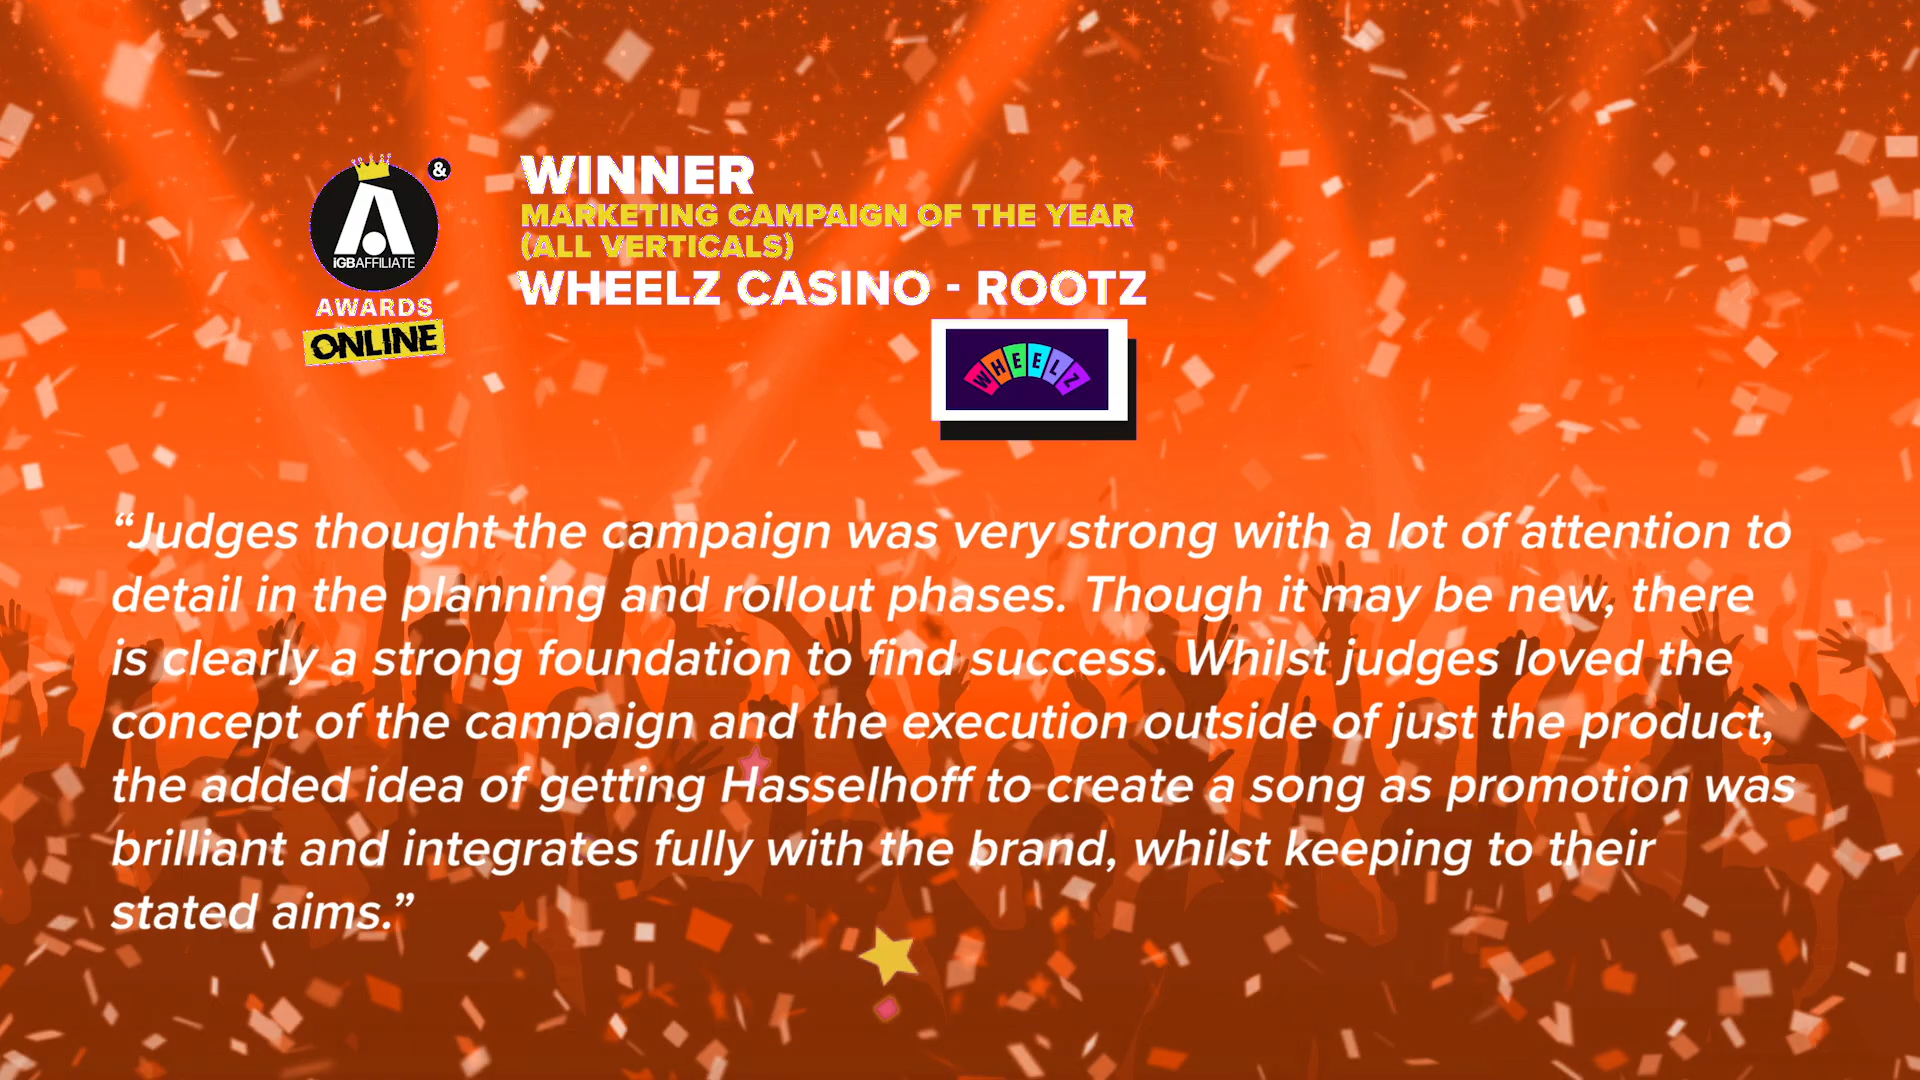 &
iGBAFFILIATE
AWARDS
ONLINE
WINNER
MARKETING CAMPAIGN OF THE YEAR
(ALL VERTICALS)
WHEELZ CASINO - ROOTZ
WHEELZ
“Judges thought the campaign was very strong with a lot of attention to
detail in the planning and rollout phases. Though it may be new, there
is clearly a strong foundation to find success. Whilst judges loved the
concept of the campaign and the execution outside of just the product,
the added idea of getting Hasselhoff to create a song as promotion was
brilliant and integrates fully with the brand, whilst keeping to their
stated aims.”